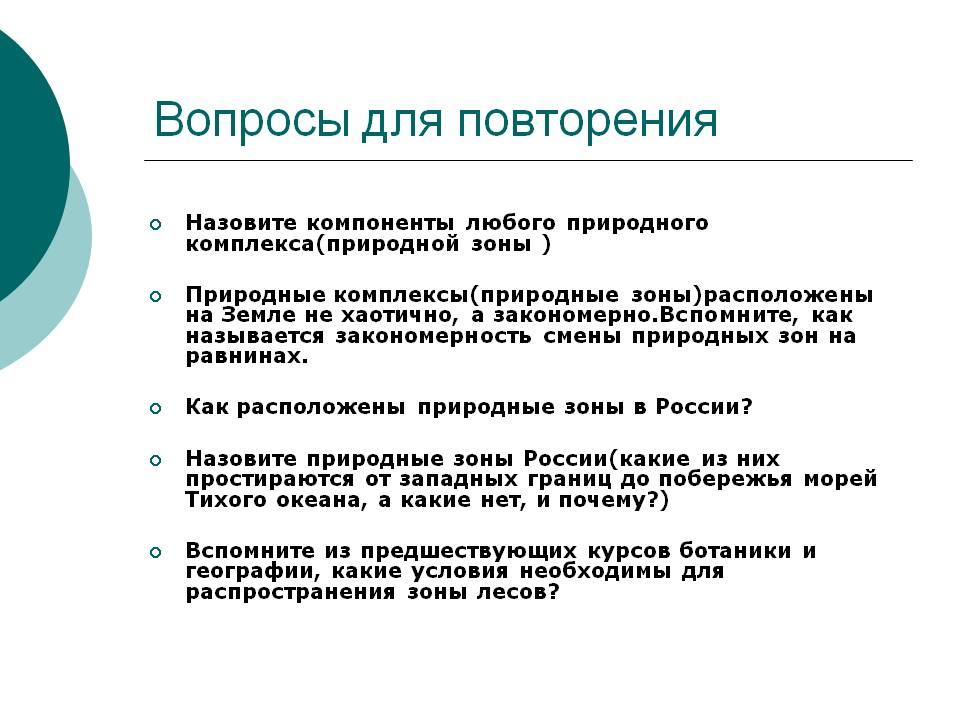 Вопросы для повторения
Назовите компоненты любого природного
комплекса(природной зоны )
Природные комплексы(природные зоны)расположены
на Земле не хаотично, а закономерно.Вспомните, как
называется закономерность смены природных зон на
равнинах.
Как расположены природные зоны в России?
Назовите природные зоны России(какие из них
простираются от западных границ до побережья морей
Тихого океана, а какие нет, и почему?)
Вспомните из предшествующих курсов ботаники и
географии, какие условия необходимы для
распространения зоны лесов?